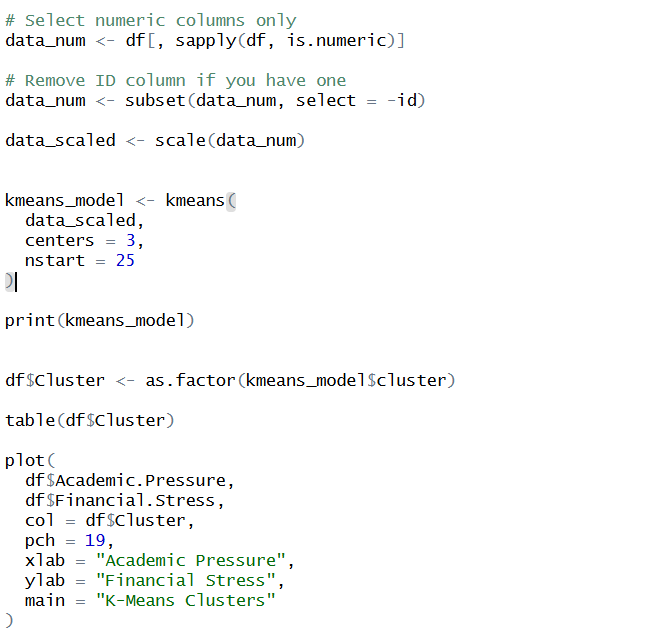 # Select numeric columns only
data_num <- df[, sapply(df, is.numeric)]
# Remove ID column if you have one
data_num <- subset(data_num, select = -id)
data_scaled <- scale(data_num)
kmeans_model <- kmeans(
  data_scaled,
  centers = 3,
  nstart = 25
)
print(kmeans_model)
df$Cluster <- as.factor(kmeans_model$cluster)
table(df$Cluster)
plot(
  df$Academic.Pressure,
  df$Financial.Stress,
  col = df$Cluster,
  pch = 19,
  xlab = "Academic Pressure",
  ylab = "Financial Stress",
  main = "K-Means Clusters"
)